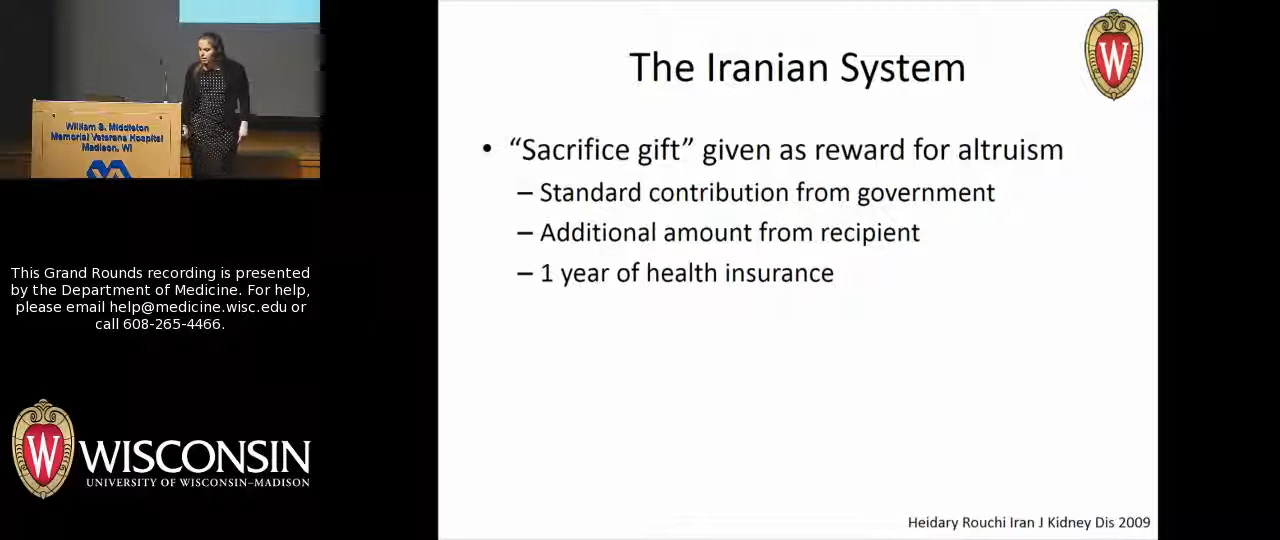 William S. Middleton
Memorial Veterans Hospital
Madison, WI
This Grand Rounds recording is presented
by the Department of Medicine. For help,
please email help@medicine.wisc.edu or
call 608-265-4466.
W
WISCONSIN
UNIVERSITY OF WISCONSIN–MADISON
W
The Iranian System
• “Sacrifice gift” given as reward for altruism
– Standard contribution from government
– Additional amount from recipient
– 1 year of health insurance
Heidary Rouchi Iran J Kidney Dis 2009